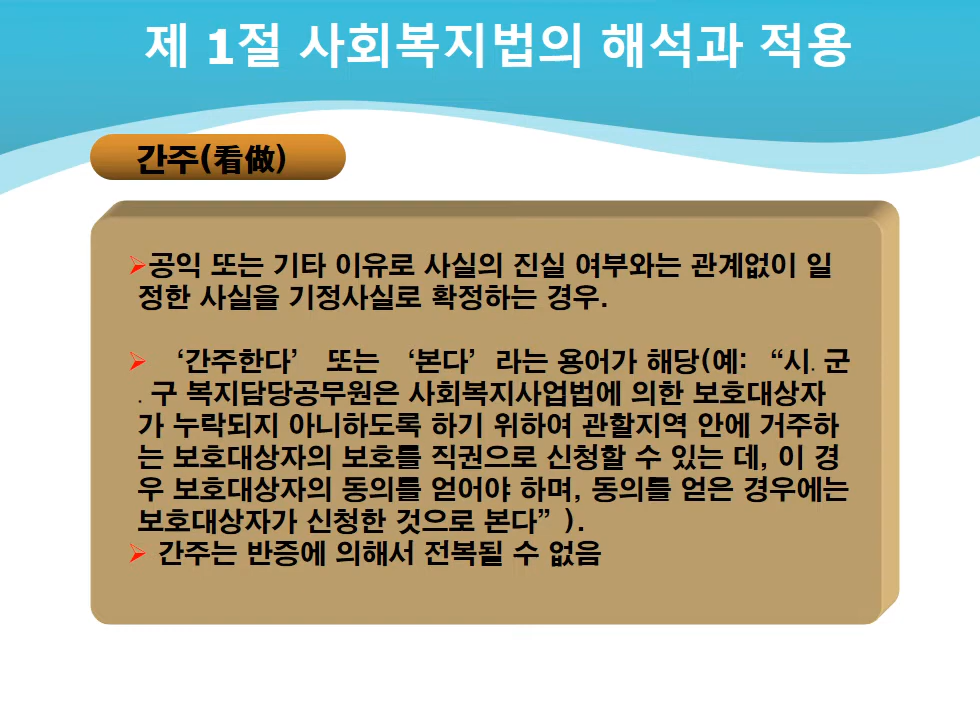 제 1절 사회복지법의 해석과 적용
간주(看做)
➢공익 또는 기타 이유로 사실의 진실 여부와는 관계없이 일
정한 사실을 기정사실로 확정하는 경우.
➢ ‘간주한다’ 또는 ‘본다’ 라는 용어가 해당(예: “시. 군
. 구 복지담당공무원은 사회복지사업법에 의한 보호대상자
가 누락되지 아니하도록 하기 위하여 관할지역 안에 거주하
는 보호대상자의 보호를 직권으로 신청할 수 있는 데, 이 경
우 보호대상자의 동의를 얻어야 하며, 동의를 얻은 경우에는
보호대상자가 신청한 것으로 본다” ).
➢ 간주는 반증에 의해서 전복될 수 없음